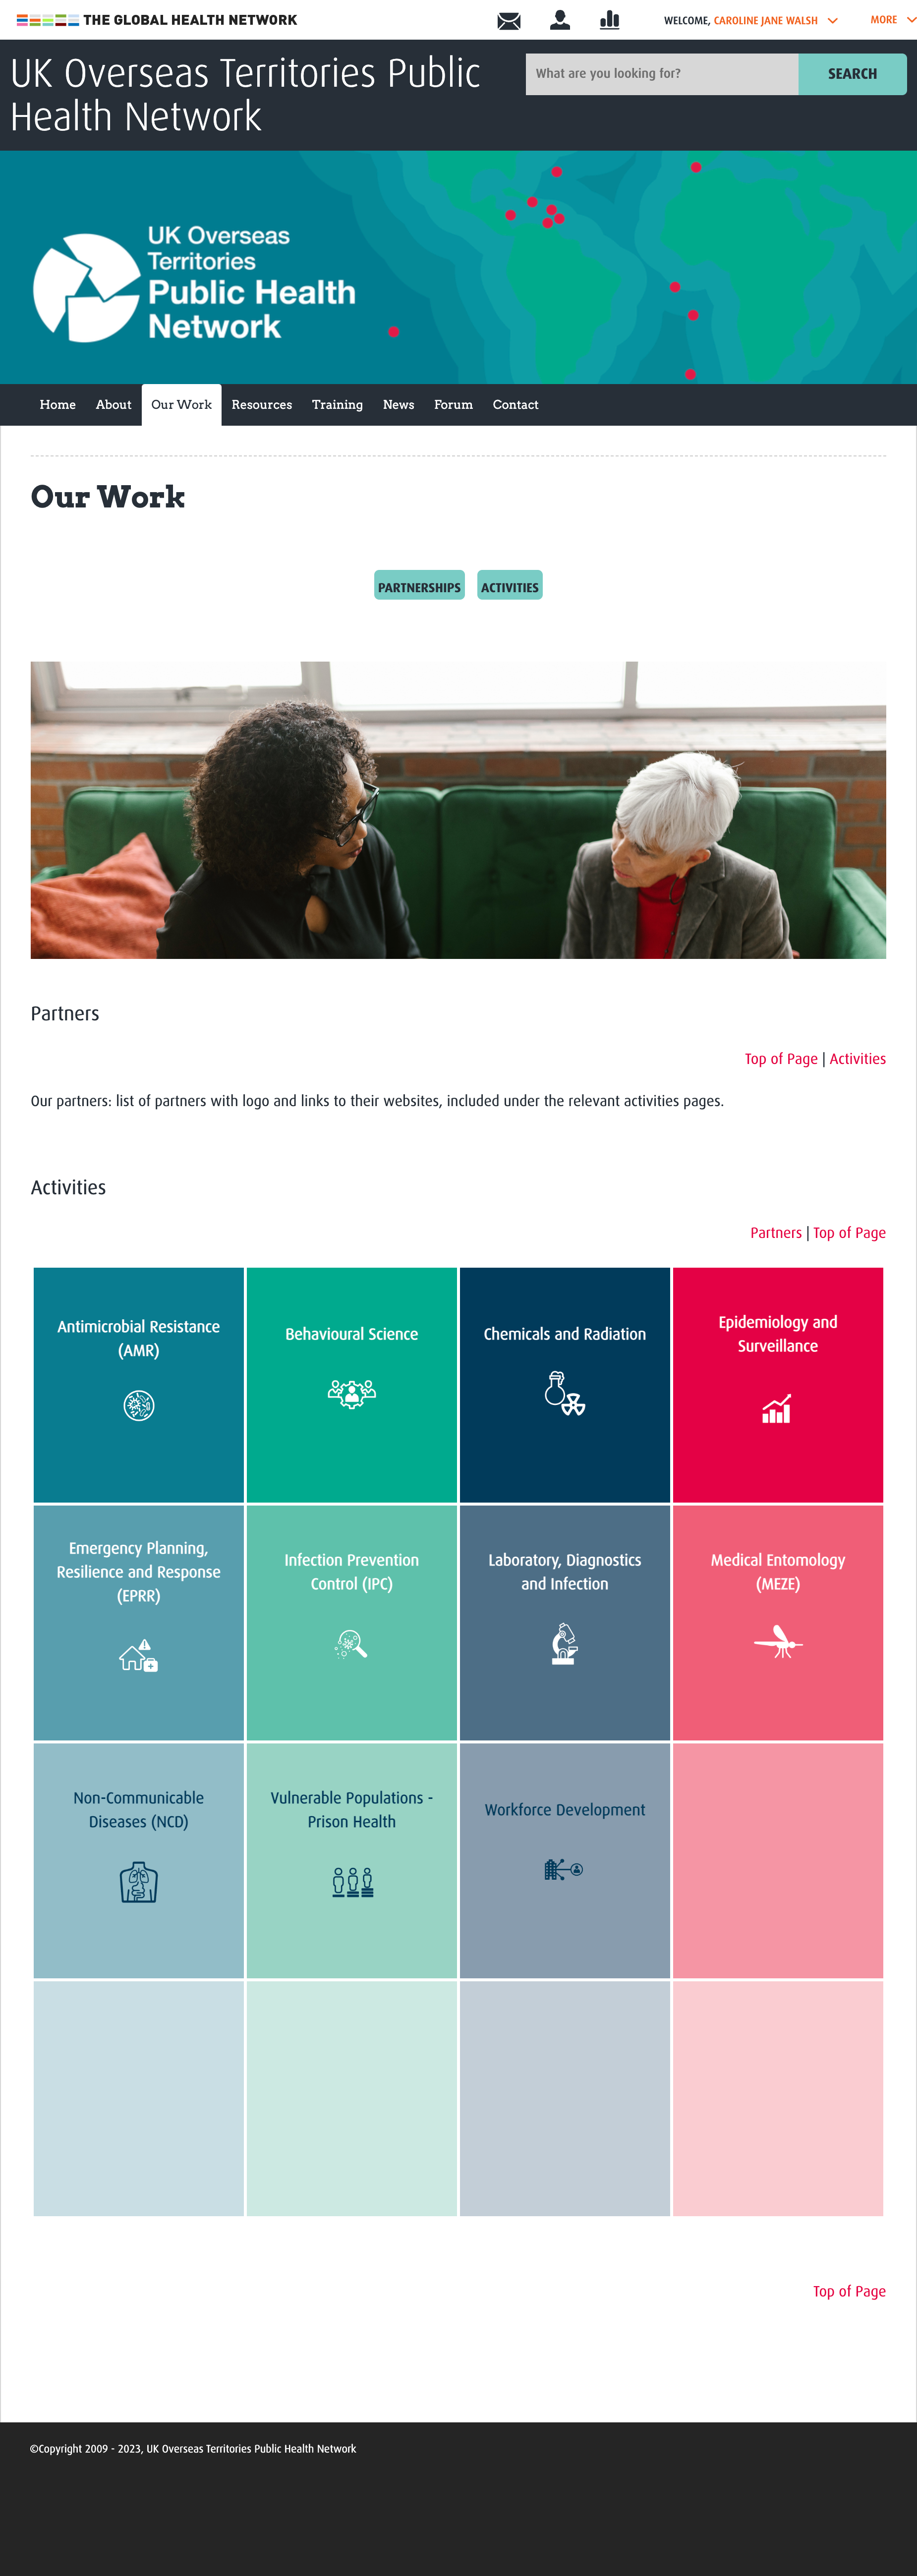 THE GLOBAL HEALTH NETWORK
WELCOME, CAROLINE JANE WALSH
MORE
UK Overseas Territories Public
Health Network
What are you looking for?
SEARCH
UK Overseas
Territories
Public Health
Network
Home About Our Work Resources Training News Forum Contact
Our Work
PARTNERSHIPS ACTIVITIES
Partners
Top of Page | Activities
Our partners: list of partners with logo and links to their websites, included under the relevant activities pages.
Activities
Partners | Top of Page
Antimicrobial Resistance
(AMR)
Behavioural Science
Chemicals and Radiation
Epidemiology and
Surveillance
Emergency Planning,
Resilience and Response
(EPRR)
Infection Prevention
Control (IPC)
Laboratory, Diagnostics
and Infection
Medical Entomology
(MEZE)
Non-Communicable
Diseases (NCD)
Vulnerable Populations -
Prison Health
Workforce Development
Top of Page
©Copyright 2009 - 2023, UK Overseas Territories Public Health Network